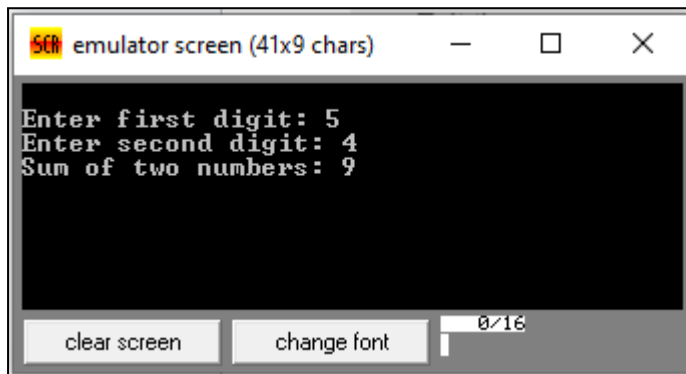 SCR emulator screen (41x9 chars)
Enter first digit: 5
Enter second digit: 4
Sum of two numbers: 9
clear screen change font 0/16